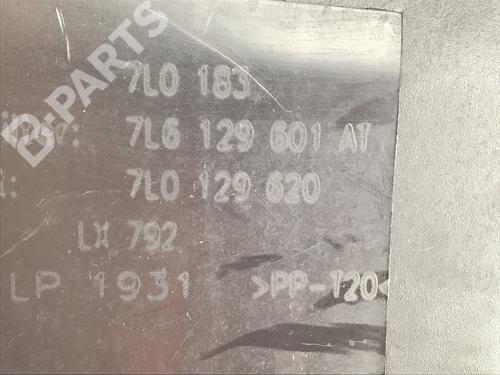 B-PARTS
7L0 183
7L6 129 601 AT
7L0 129 620
LX 792
LP 1931 >PP-T20<